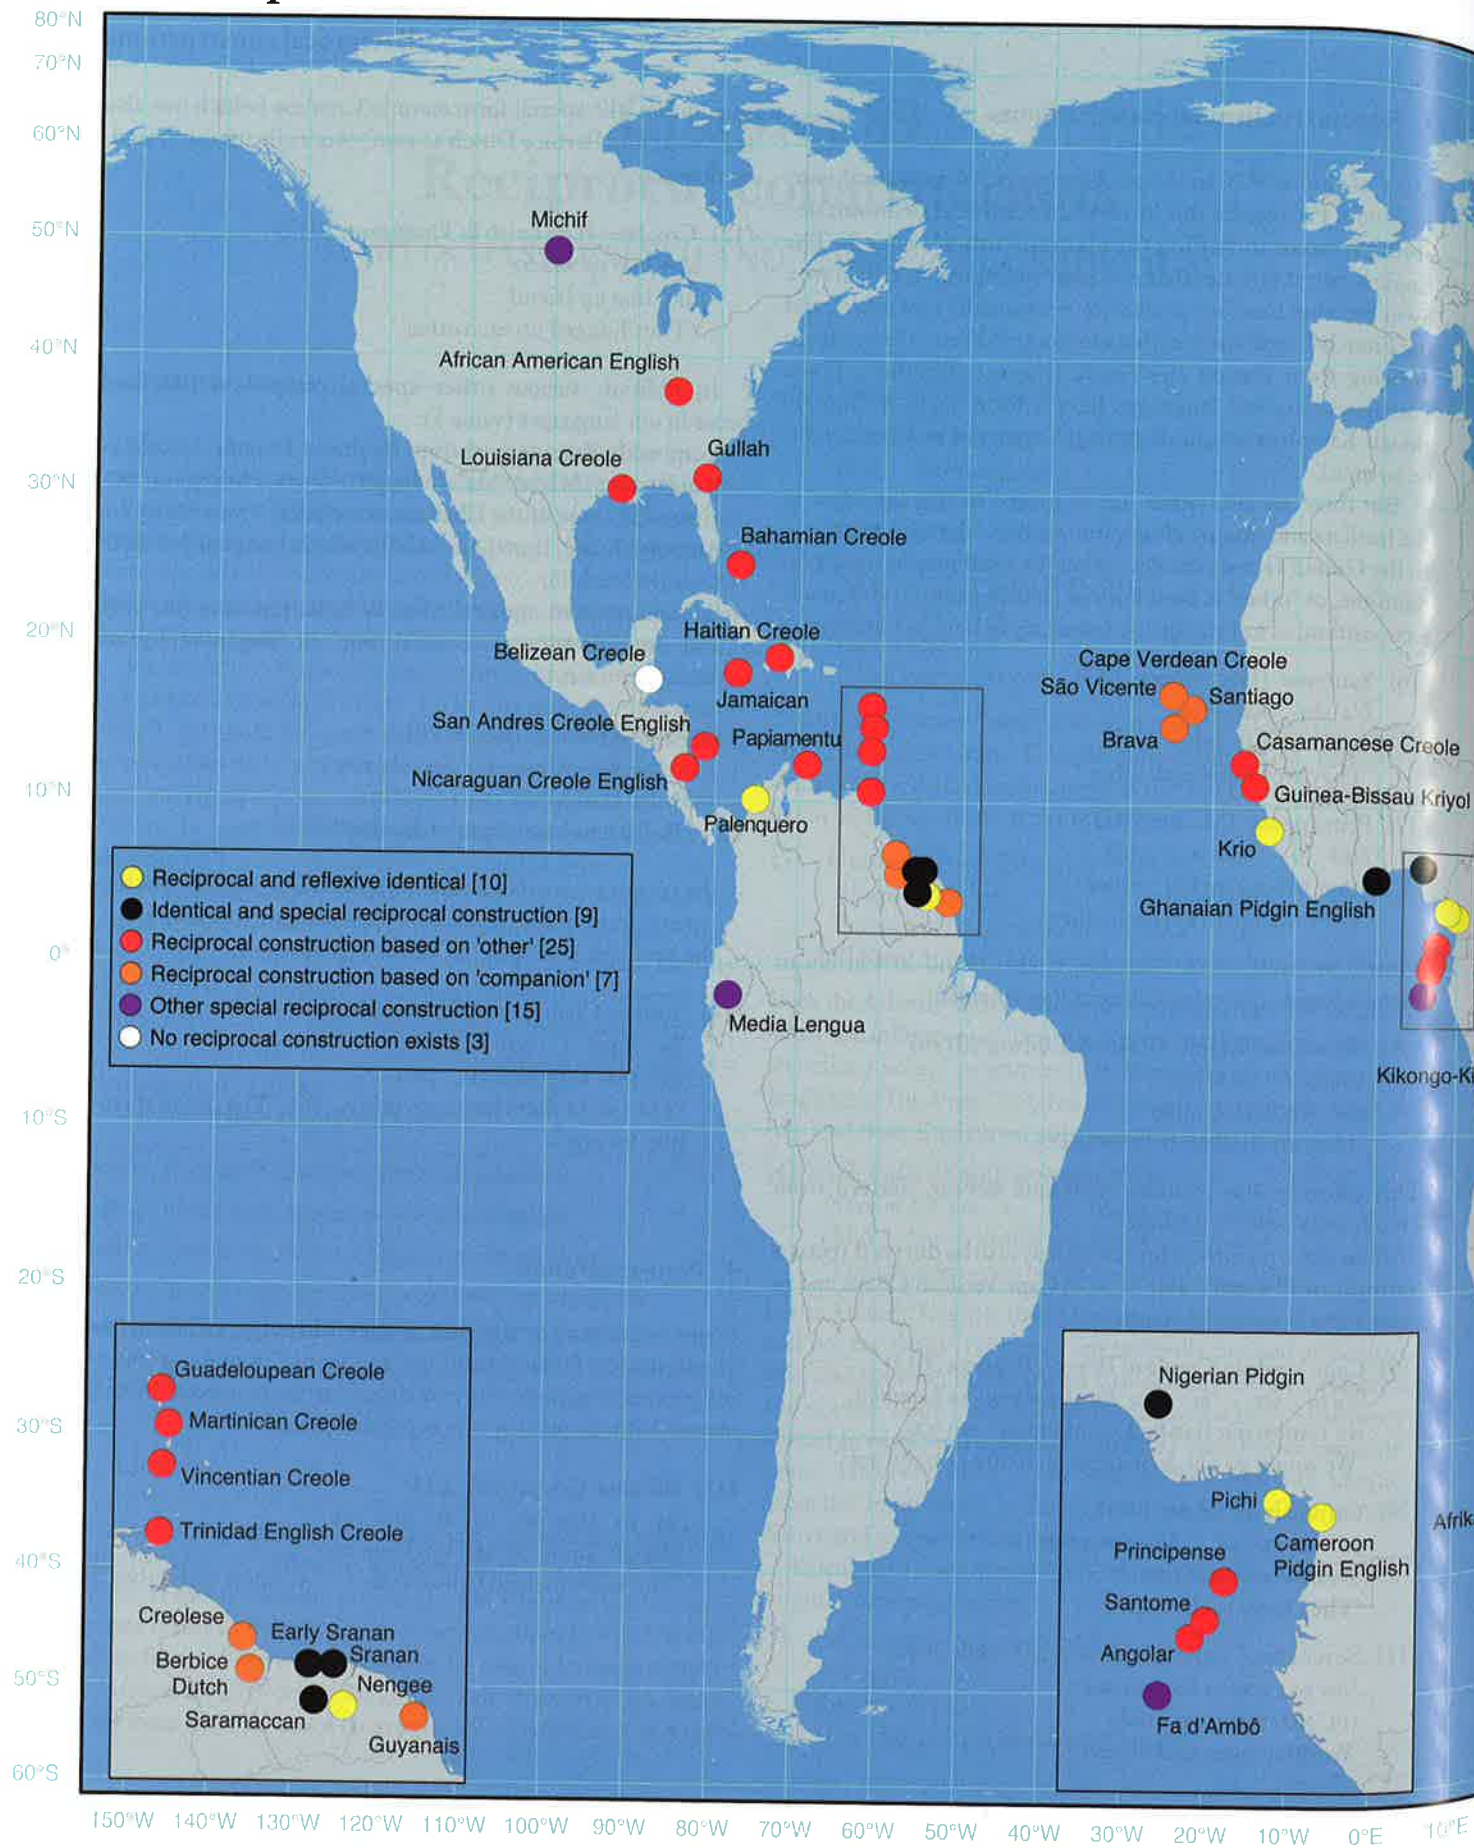 80°N
70°N
60°N
50°N
40°N
30°N
20°N
10°N
0°
10°S
20°S
30°S
40°S
50°S
60°S
Michif
African American English
Gullah
Louisiana Creole
Bahamian Creole
Haitian Creole
Belizean Creole
Jamaican
San Andres Creole English
Papiamentu
Nicaraguan Creole English
Palenquero
Cape Verdean Creole
São Vicente
Santiago
Brava
Casamancese Creole
Guinea-Bissau Kriyol
Krio
Ghanaian Pidgin English
Media Lengua
Kikongo-Ki
Afrik
Reciprocal and reflexive identical [10]
Identical and special reciprocal construction [9]
Reciprocal construction based on 'other' [25]
Reciprocal construction based on 'companion' [7]
Other special reciprocal construction [15]
No reciprocal construction exists [3]
Guadeloupean Creole
Martinican Creole
Vincentian Creole
Trinidad English Creole
Creolese
Early Sranan
Sranan
Berbice
Dutch
Nengee
Saramaccan
Guyanais
Nigerian Pidgin
Pichi
Cameroon
Pidgin English
Principense
Santome
Angolar
Fa d'Ambô
150°W 140°W 130°W 120°W 100°W 90°W 80°W 70°W 60°W 50°W 40°W 30°W 20°W 10°W 0°E 10°E